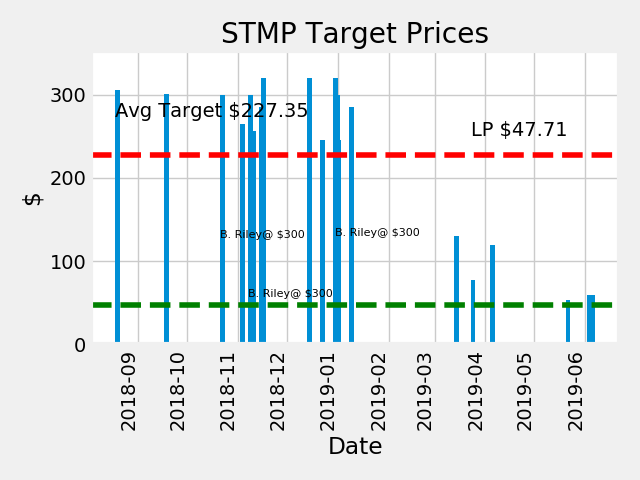 STMP Target Prices
$
300
200
100
0
Avg Target $227.35
LP $47.71
B. Riley@ $300
B. Riley@ $300
B. Riley@ $300
2018-09
2018-10
2018-11
2018-12
2019-01
2019-02
2019-03
2019-04
2019-05
2019-06
Date